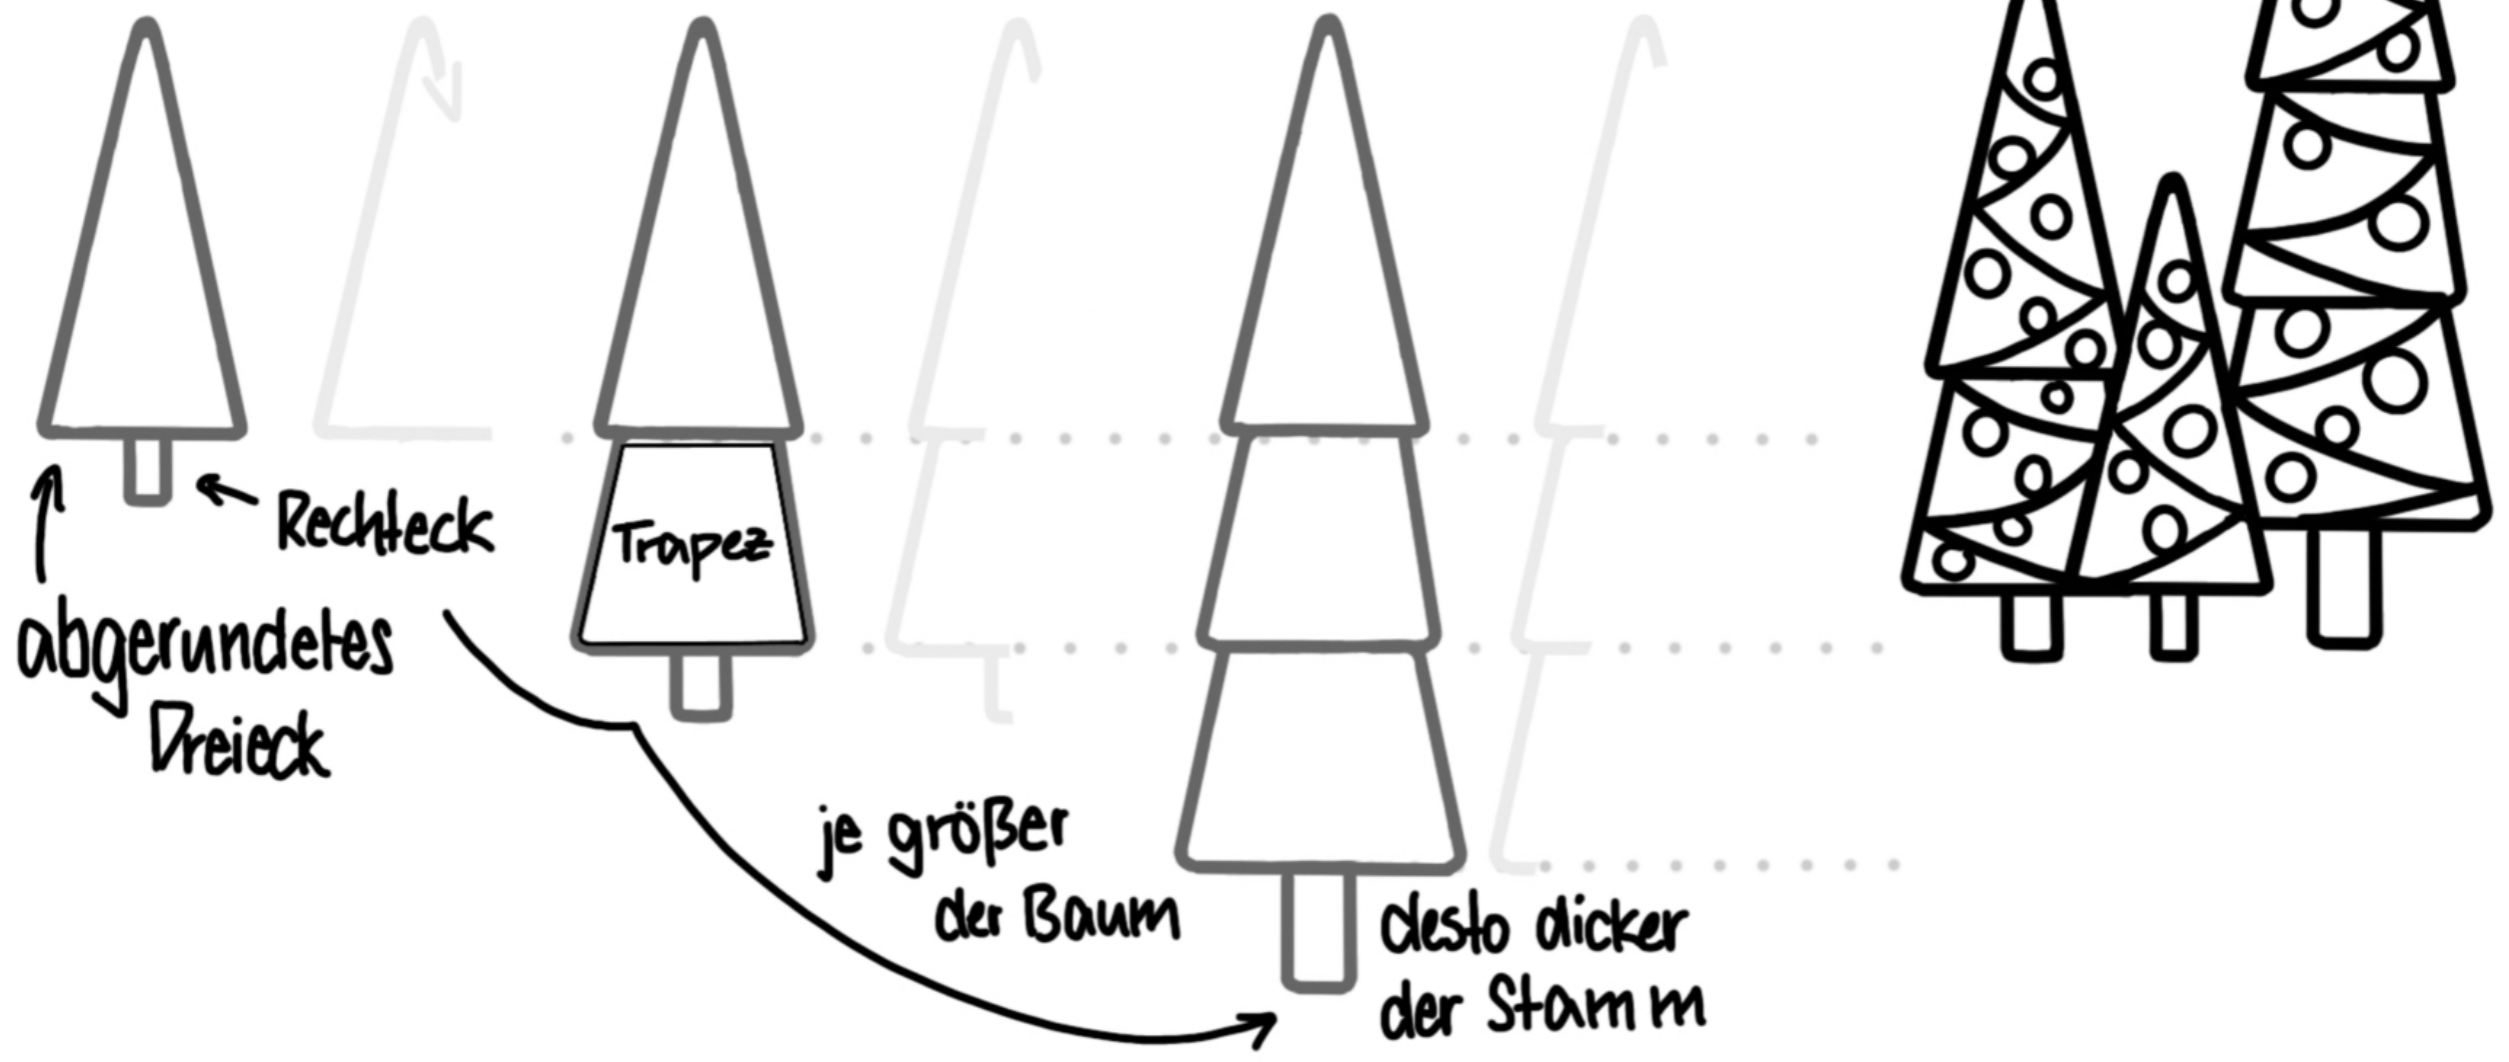 Rechteck
abgerundetes
Dreieck
Trapez
je größer
der Baum
desto dicker
der Stamm